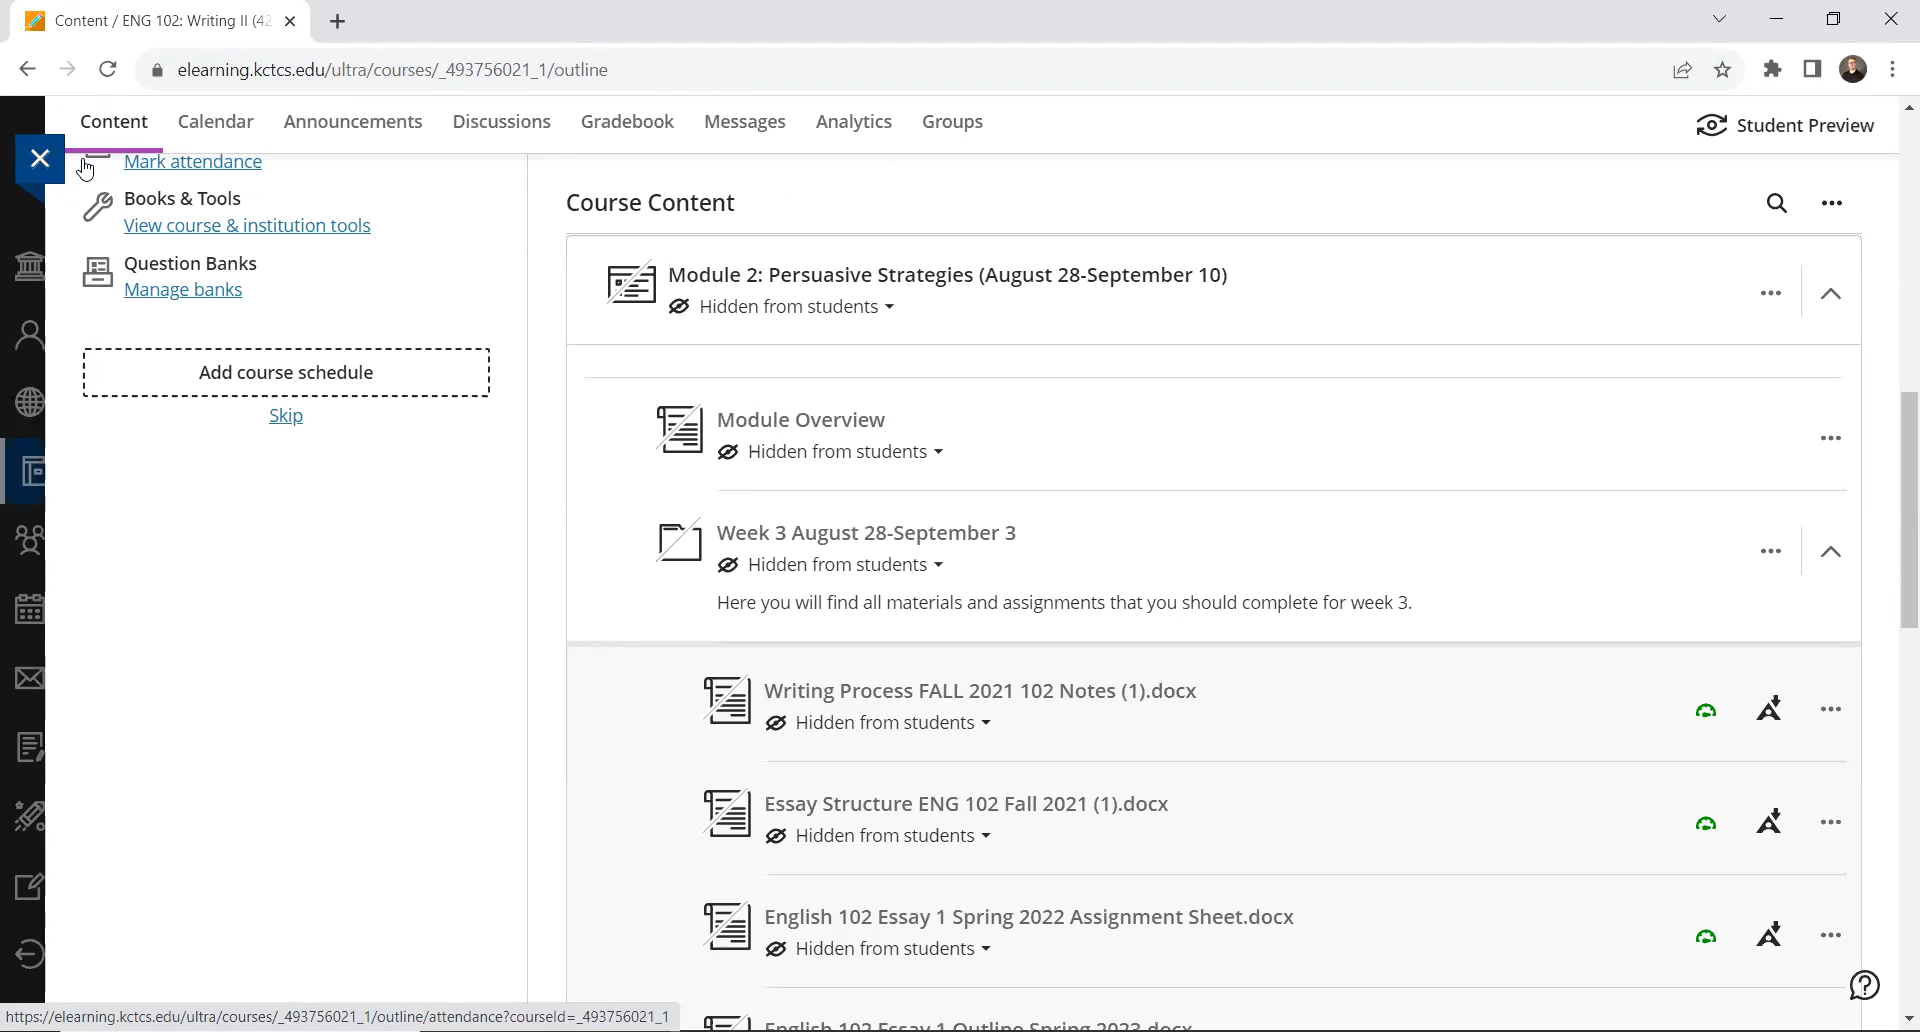 Content / ENG 102: Writing II (42
elearning.kctcs.edu/ultra/courses/_493756021_1/outline
Content Calendar Announcements Discussions Gradebook Messages Analytics Groups
Student Preview
Mark attendance
Books & Tools
View course & institution tools
Question Banks
Manage banks
Add course schedule
Skip
Course Content
Module 2: Persuasive Strategies (August 28-September 10)
Hidden from students
Module Overview
Hidden from students
Week 3 August 28-September 3
Hidden from students
Here you will find all materials and assignments that you should complete for week 3.
Writing Process FALL 2021 102 Notes (1).docx
Hidden from students
Essay Structure ENG 102 Fall 2021 (1).docx
Hidden from students
English 102 Essay 1 Spring 2022 Assignment Sheet.docx
Hidden from students
English 102 Essay 1 Outline Spring 2023.docx
https://elearning.kctcs.edu/ultra/courses/_493756021_1/outline/attendance?courseId=_493756021_1